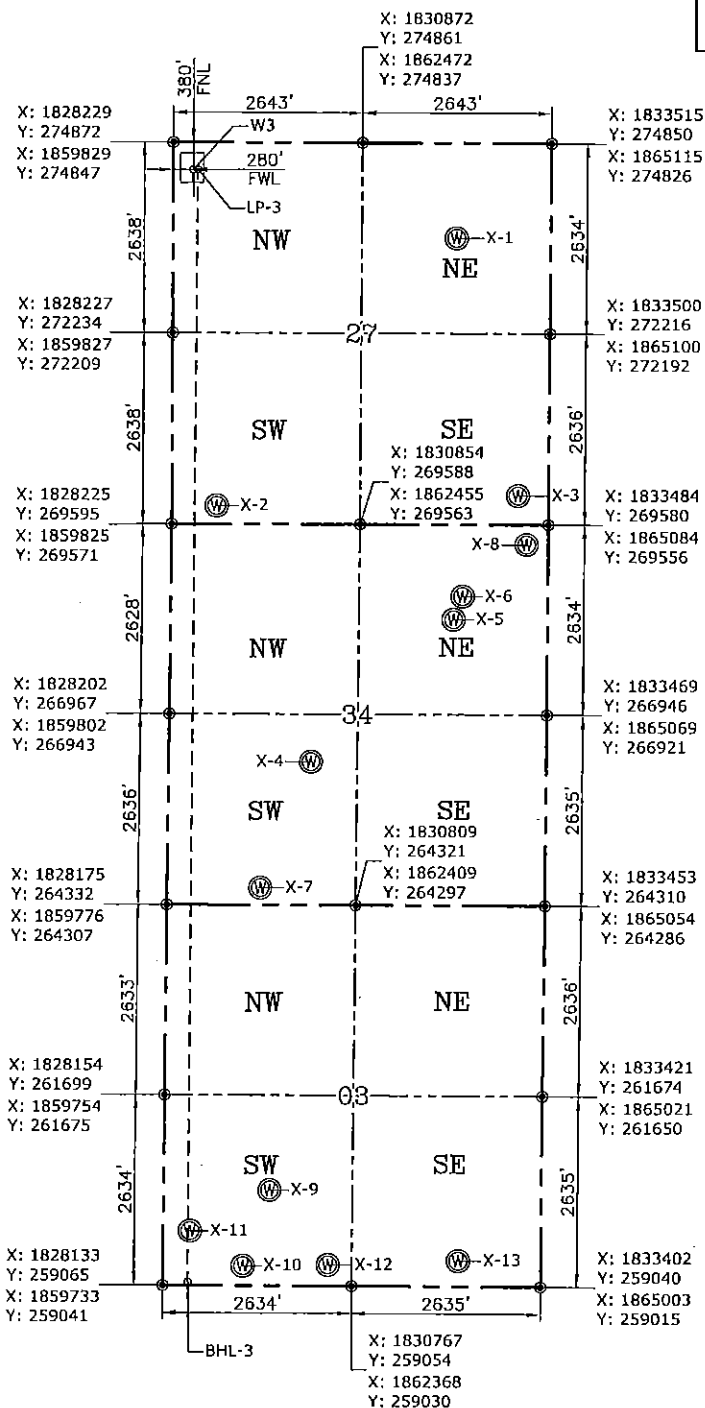 X: 1830872
Y: 274861
X: 1862472
Y: 274837
380'
FNL
2643'
2643'
X: 1828229
Y: 274872
X: 1859829
Y: 274847
W3
X: 1833515
Y: 274850
X: 1865115
Y: 274826
280'
FWL
LP-3
2638'
NW
W X-1
NE
2634'
X: 1828227
Y: 272234
X: 1859827
Y: 272209
27
X: 1833500
Y: 272216
X: 1865100
Y: 272192
2638'
SW
SE
2636'
X: 1830854
Y: 269588
X: 1862455
Y: 269563
X: 1828225
Y: 269595
X: 1859825
Y: 269571
W X-2
W X-3
X: 1833484
Y: 269580
X: 1865084
Y: 269556
X-8 W
2628'
W X-6
W X-5
NW
NE
2634'
X: 1828202
Y: 266967
X: 1859802
Y: 266943
34
X: 1833469
Y: 266946
X: 1865069
Y: 266921
X-4 W
2636'
SW
SE
2635'
X: 1830809
Y: 264321
X: 1862409
Y: 264297
X: 1828175
Y: 264332
X: 1859776
Y: 264307
W X-7
X: 1833453
Y: 264310
X: 1865054
Y: 264286
2633'
NW
NE
2636'
X: 1828154
Y: 261699
X: 1859754
Y: 261675
03
X: 1833421
Y: 261674
X: 1865021
Y: 261650
2634'
SW
SE
2635'
W X-9
W X-11
W X-10
W X-12
W X-13
X: 1828133
Y: 259065
X: 1859733
Y: 259041
2634'
2635'
X: 1833402
Y: 259040
X: 1865003
Y: 259015
BHL-3
X: 1830767
Y: 259054
X: 1862368
Y: 259030